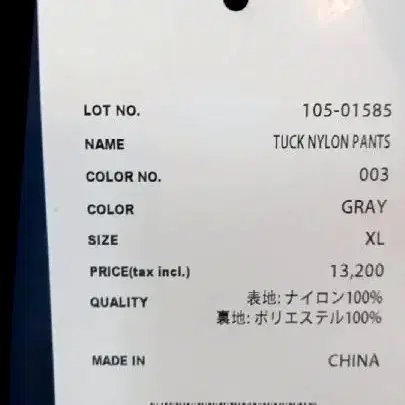 LOT NO. 105-01585
NAME TUCK NYLON PANTS
COLOR NO. 003
COLOR GRAY
SIZE XL
PRICE(tax incl.) 13,200
QUALITY 表地: ナイロン100%
裏地: ポリエステル100%
MADE IN CHINA